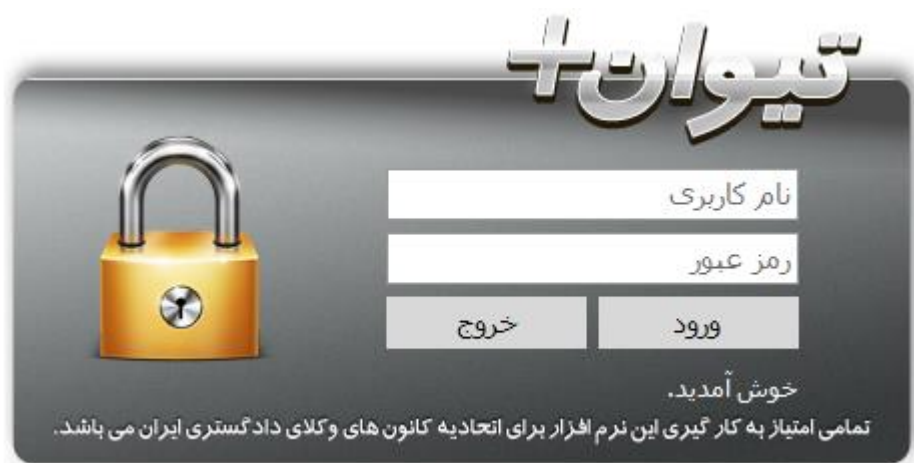 تیوان+
نام کاربری
رمز عبور
ورود خروج
خوش آمدید.
تمامی امتیاز به کار گیری این نرم افزار برای اتحادیه کانون های وکلای دادگستری ایران می باشد.